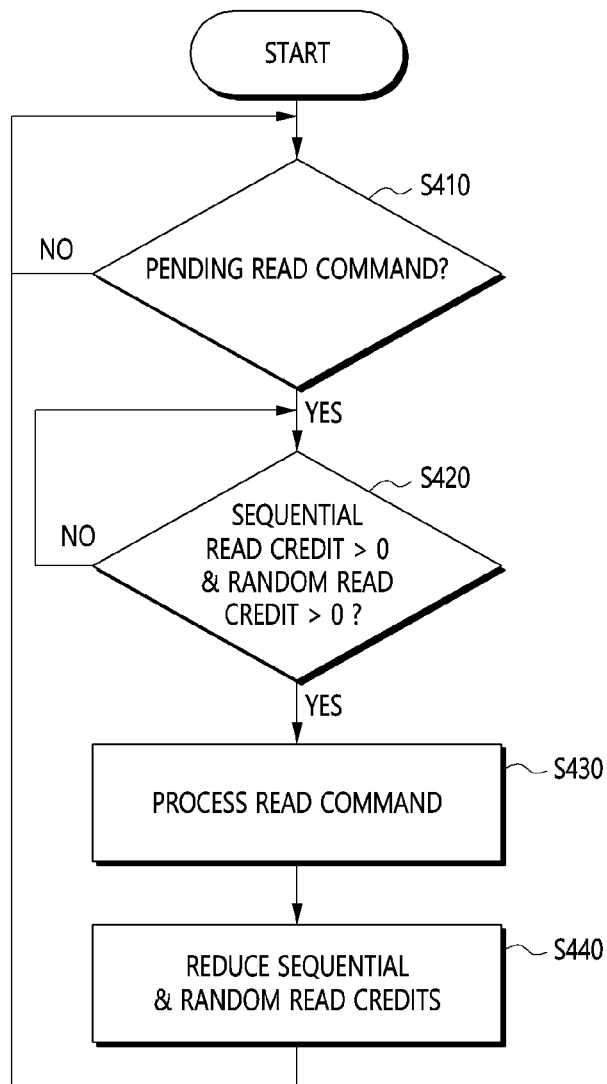 START
S410
NO
PENDING READ COMMAND?
YES
S420
NO
SEQUENTIAL
READ CREDIT > 0
& RANDOM READ
CREDIT > 0 ?
YES
S430
PROCESS READ COMMAND
S440
REDUCE SEQUENTIAL
& RANDOM READ CREDITS